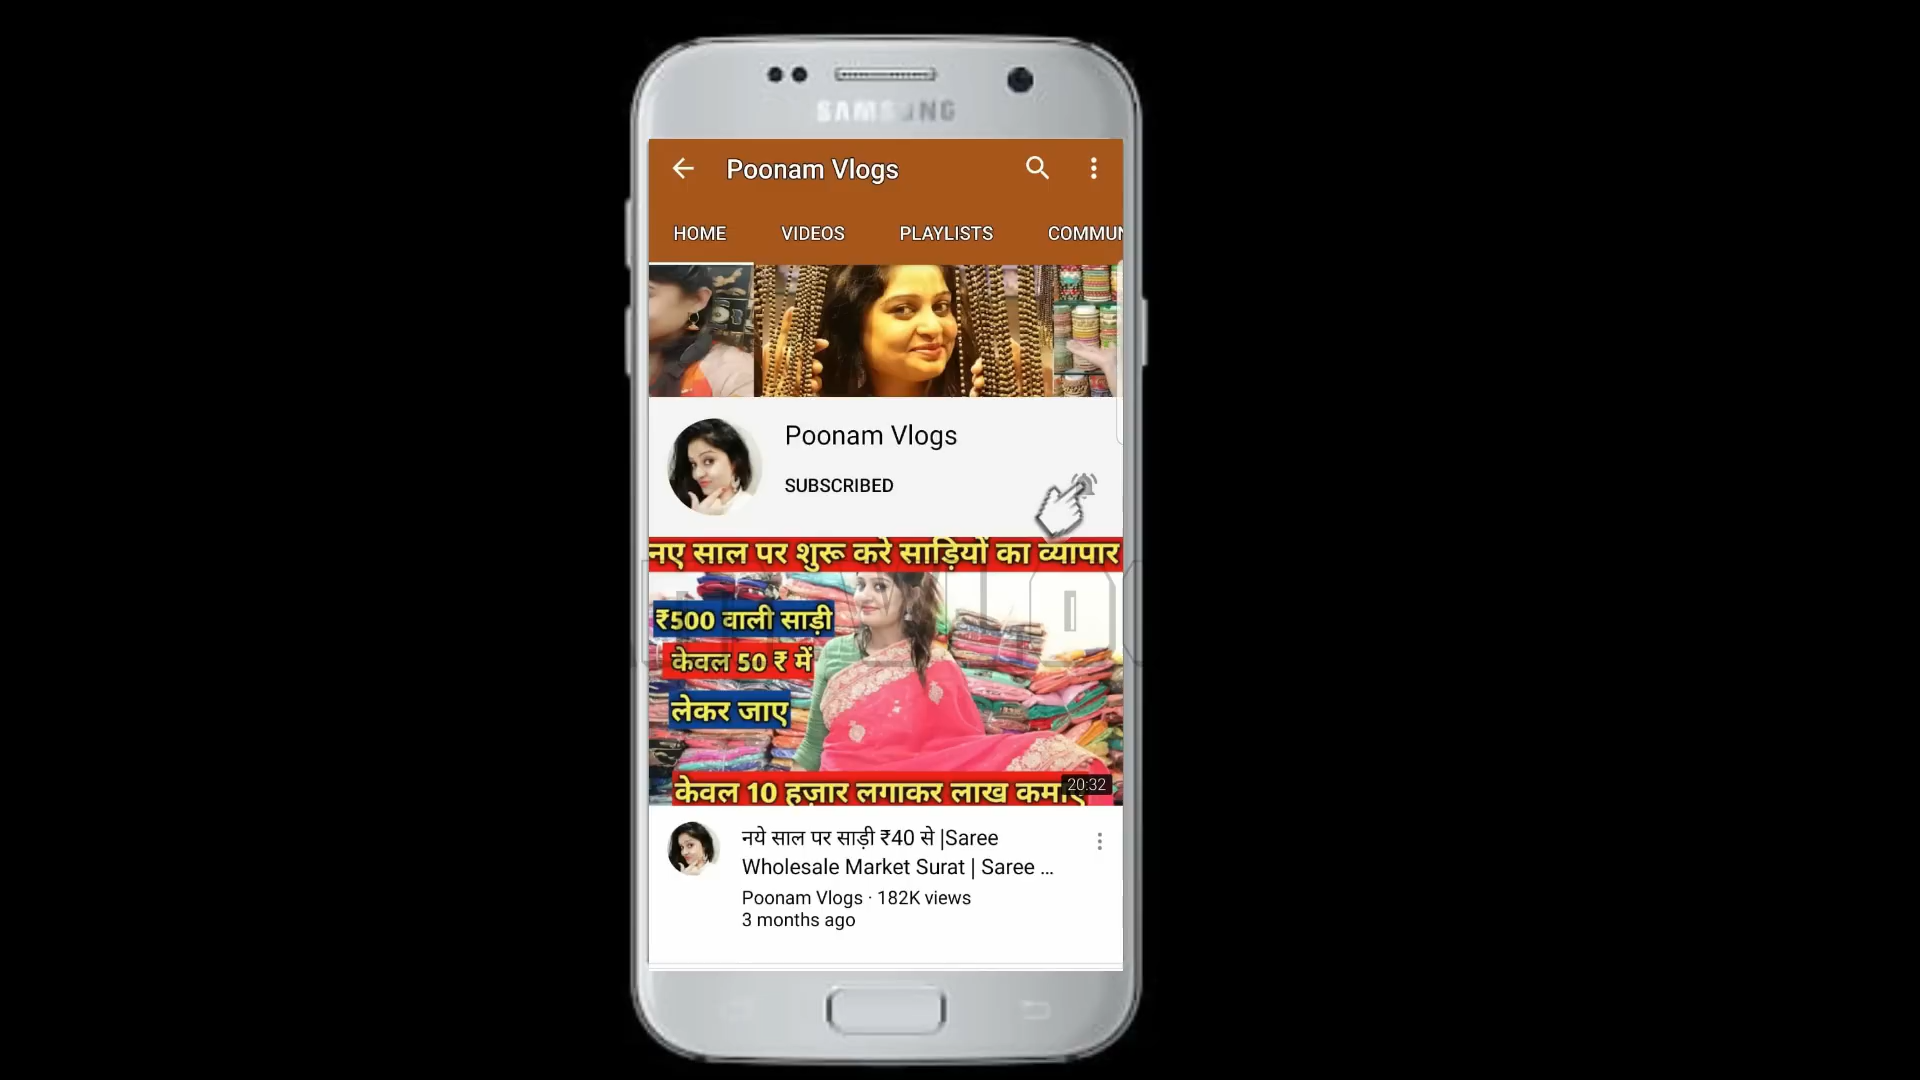 SAMSUNG
Poonam Vlogs
HOME VIDEOS PLAYLISTS COMMUN
Poonam Vlogs
SUBSCRIBED
नए साल पर शुरू करे साड़ियों का व्यापार
₹500 वाली साड़ी
केवल 50 ₹ में
लेकर जाए
केवल 10 हज़ार लगाकर लाख कमाए
20:32
नये साल पर साड़ी ₹40 से |Saree
Wholesale Market Surat | Saree ...
Poonam Vlogs · 182K views
3 months ago